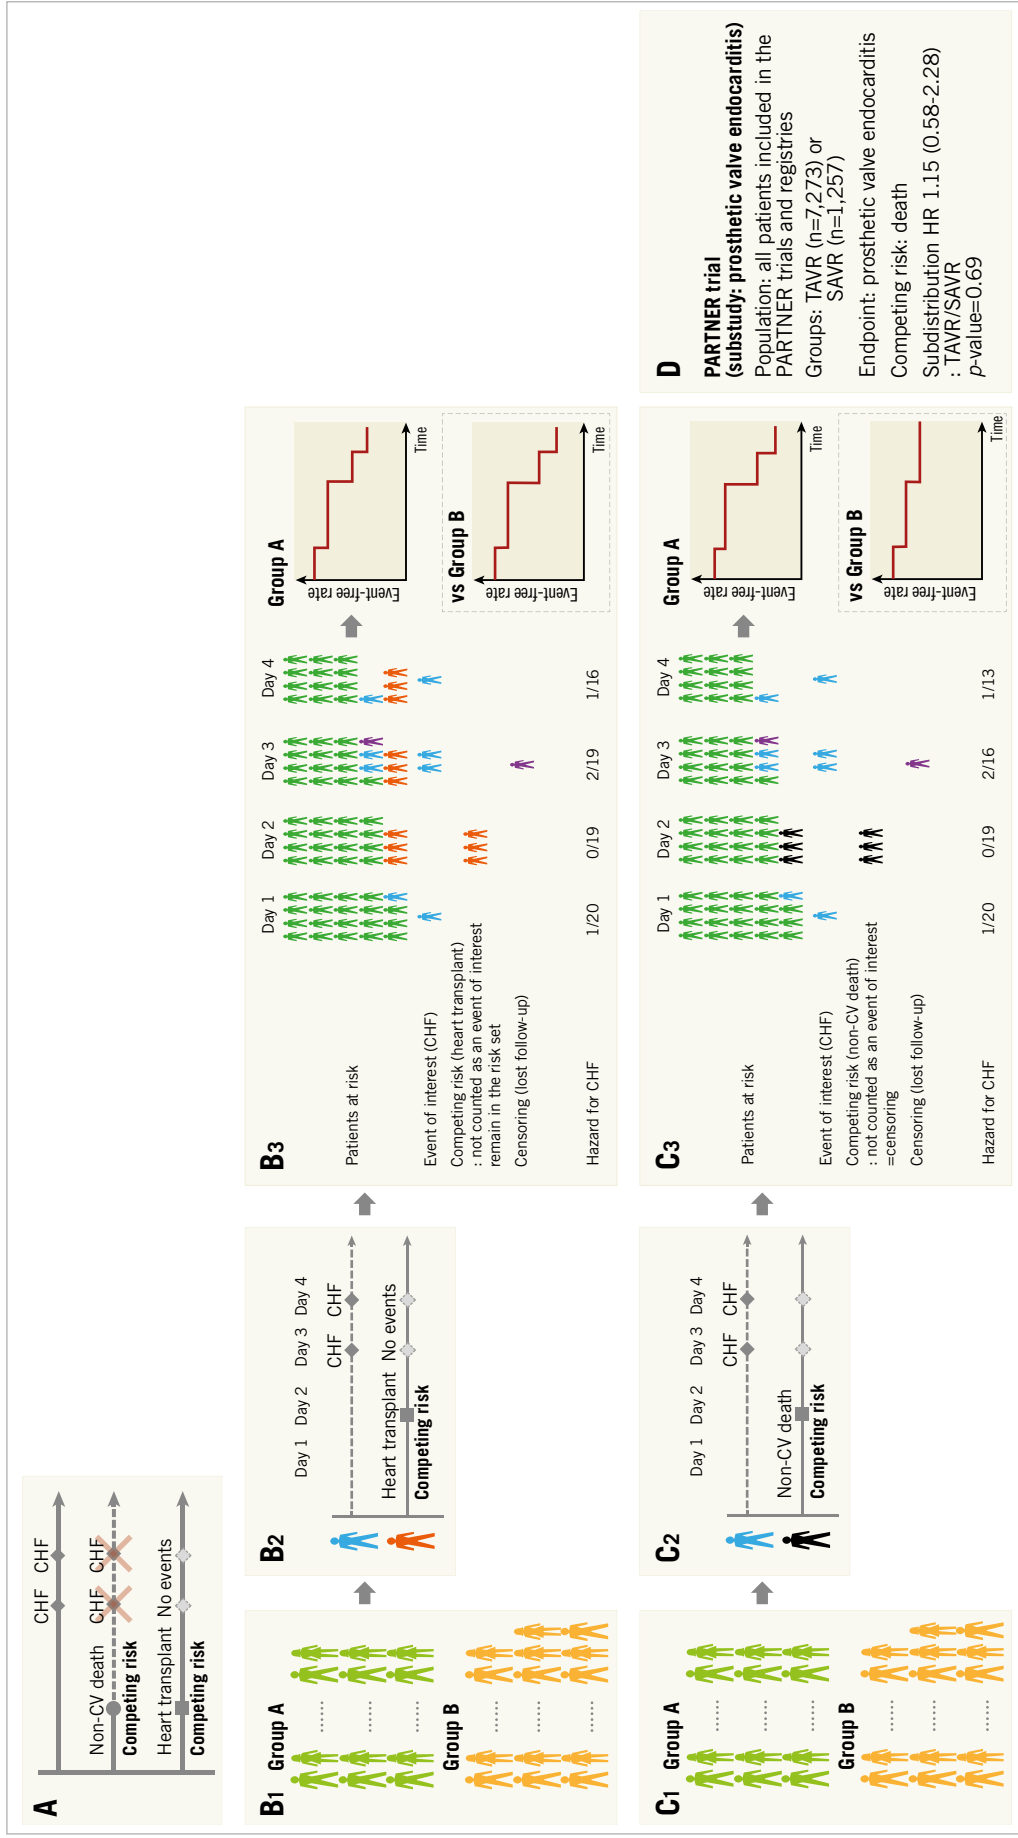 A
CHF CHF
Non-CV death CHF CHF
Competing risk
Heart transplant No events
Competing risk
B1
Group A
Group B
B2
Day 1 Day 2 Day 3 Day 4
CHF CHF
Heart transplant No events
Competing risk
B3
Day 1 Day 2 Day 3 Day 4
Patients at risk
Event of interest (CHF)
Competing risk (heart transplant)
: not counted as an event of interest
remain in the risk set
Censoring (lost follow-up)
Hazard for CHF 1/20 0/19 2/19 1/16
Group A
Event-free rate
Time
vs Group B
Event-free rate
Time
C1
Group A
Group B
C2
Day 1 Day 2 Day 3 Day 4
CHF CHF
Non-CV death
Competing risk
C3
Day 1 Day 2 Day 3 Day 4
Patients at risk
Event of interest (CHF)
Competing risk (non-CV death)
: not counted as an event of interest
=censoring
Censoring (lost follow-up)
Hazard for CHF 1/20 0/19 2/16 1/13
Group A
Event-free rate
Time
vs Group B
Event-free rate
Time
D
PARTNER trial
(substudy: prosthetic valve endocarditis)
Population: all patients included in the
PARTNER trials and registries
Groups: TAVR (n=7,273) or
SAVR (n=1,257)
Endpoint: prosthetic valve endocarditis
Competing risk: death
Subdistribution HR 1.15 (0.58-2.28)
: TAVR/SAVR
p-value=0.69